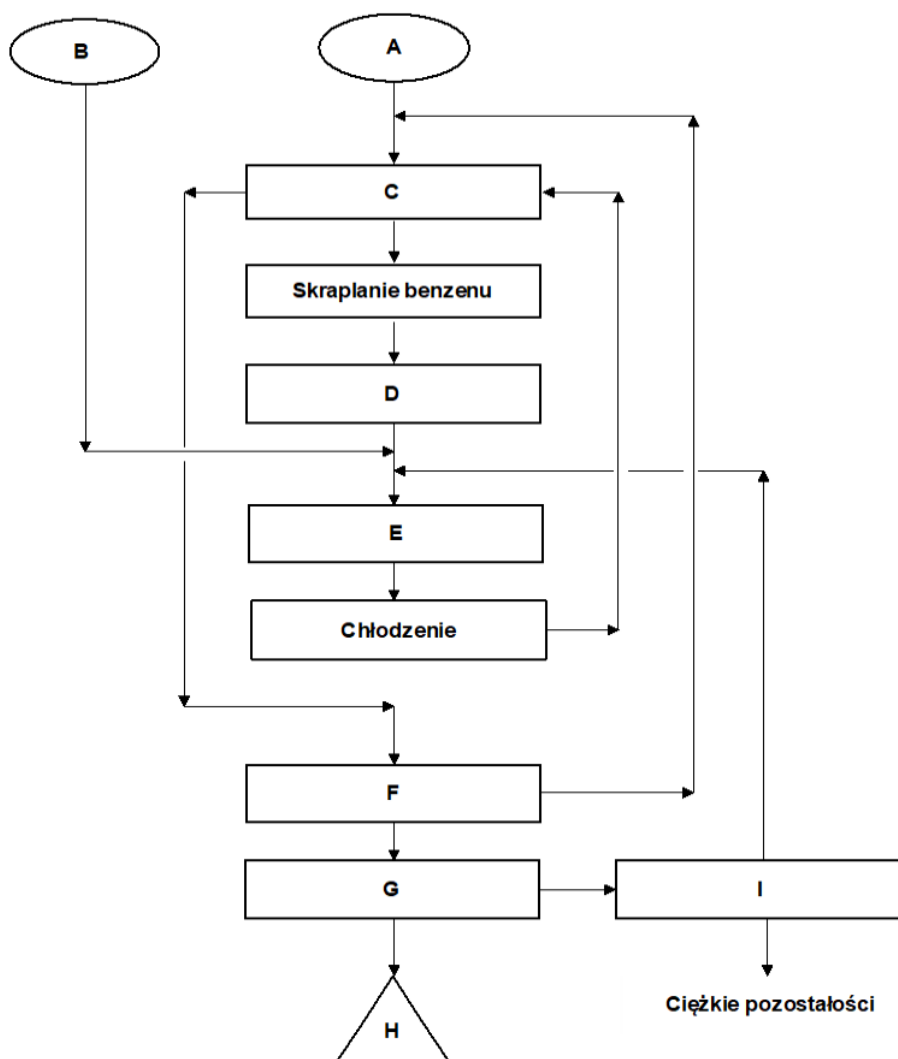 B
A
C
Skraplanie benzenu
D
E
Chłodzenie
F
G
I
Ciężkie pozostałości
H